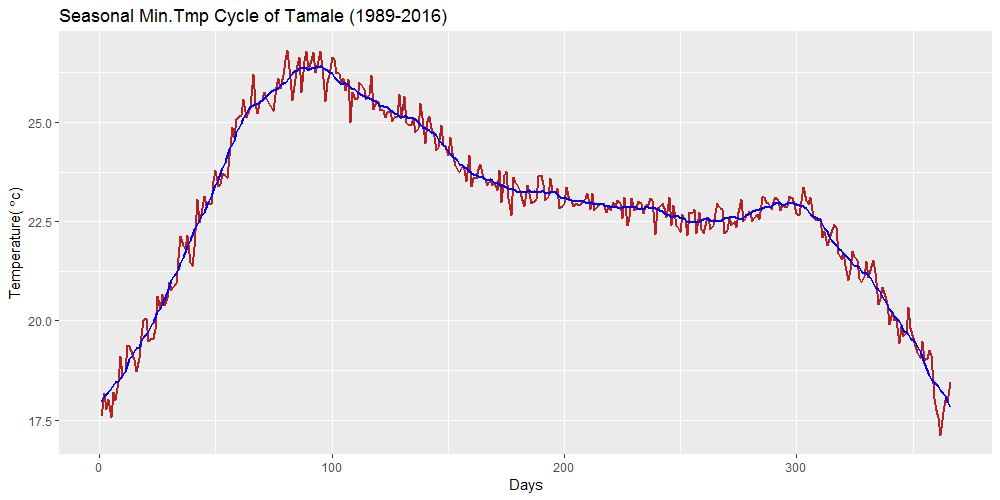 Seasonal Min.Tmp Cycle of Tamale (1989-2016)
Temperature( °c)
25.0
22.5
20.0
17.5
0
100
200
300
Days